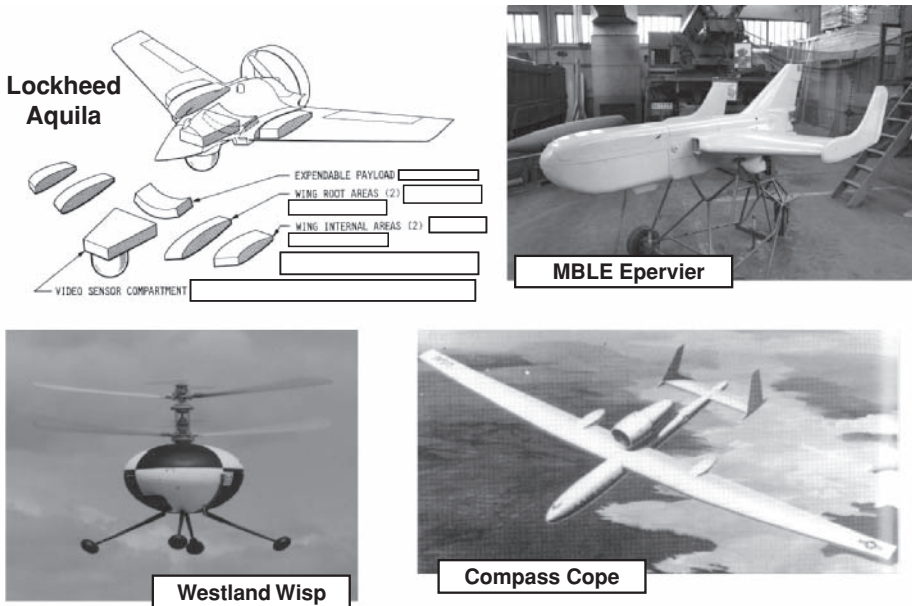 Lockheed
Aquila
EXPENDABLE PAYLOAD
WING ROOT AREAS (2)
WING INTERNAL AREAS (2)
VIDEO SENSOR COMPARTMENT
MBLE Epervier
Westland Wisp
Compass Cope